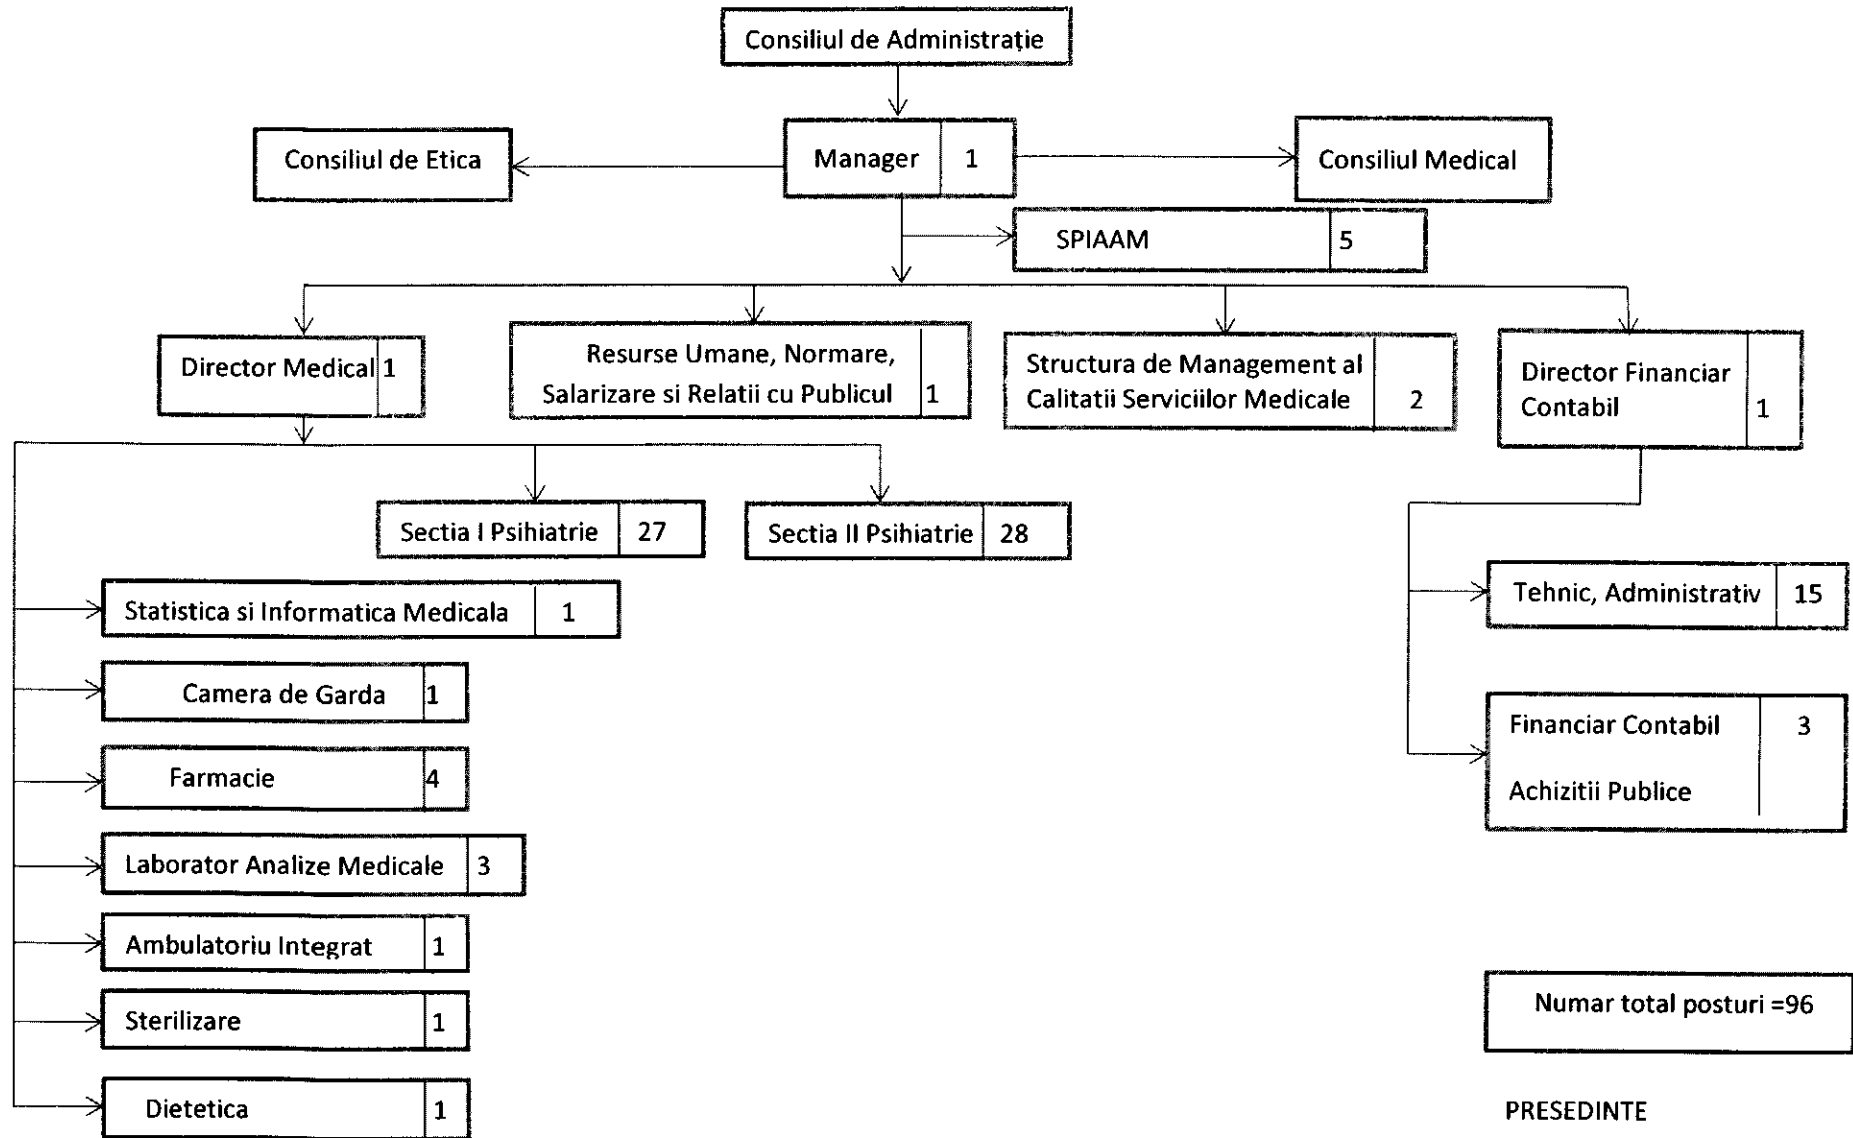 Consiliul de Administrație
Consiliul de Etica
Manager 1
Consiliul Medical
SPIAAM 5
Director Medical 1
Resurse Umane, Normare,
Salarizare si Relatii cu Publicul 1
Structura de Management al
Calitatii Serviciilor Medicale 2
Director Financiar
Contabil 1
Sectia I Psihiatrie 27
Sectia II Psihiatrie 28
Statistica si Informatica Medicala 1
Camera de Garda 1
Farmacie 4
Laborator Analize Medicale 3
Ambulatoriu Integrat 1
Sterilizare 1
Dietetica 1
Tehnic, Administrativ 15
Financiar Contabil 3
Achizitii Publice
Numar total posturi =96
PRESEDINTE